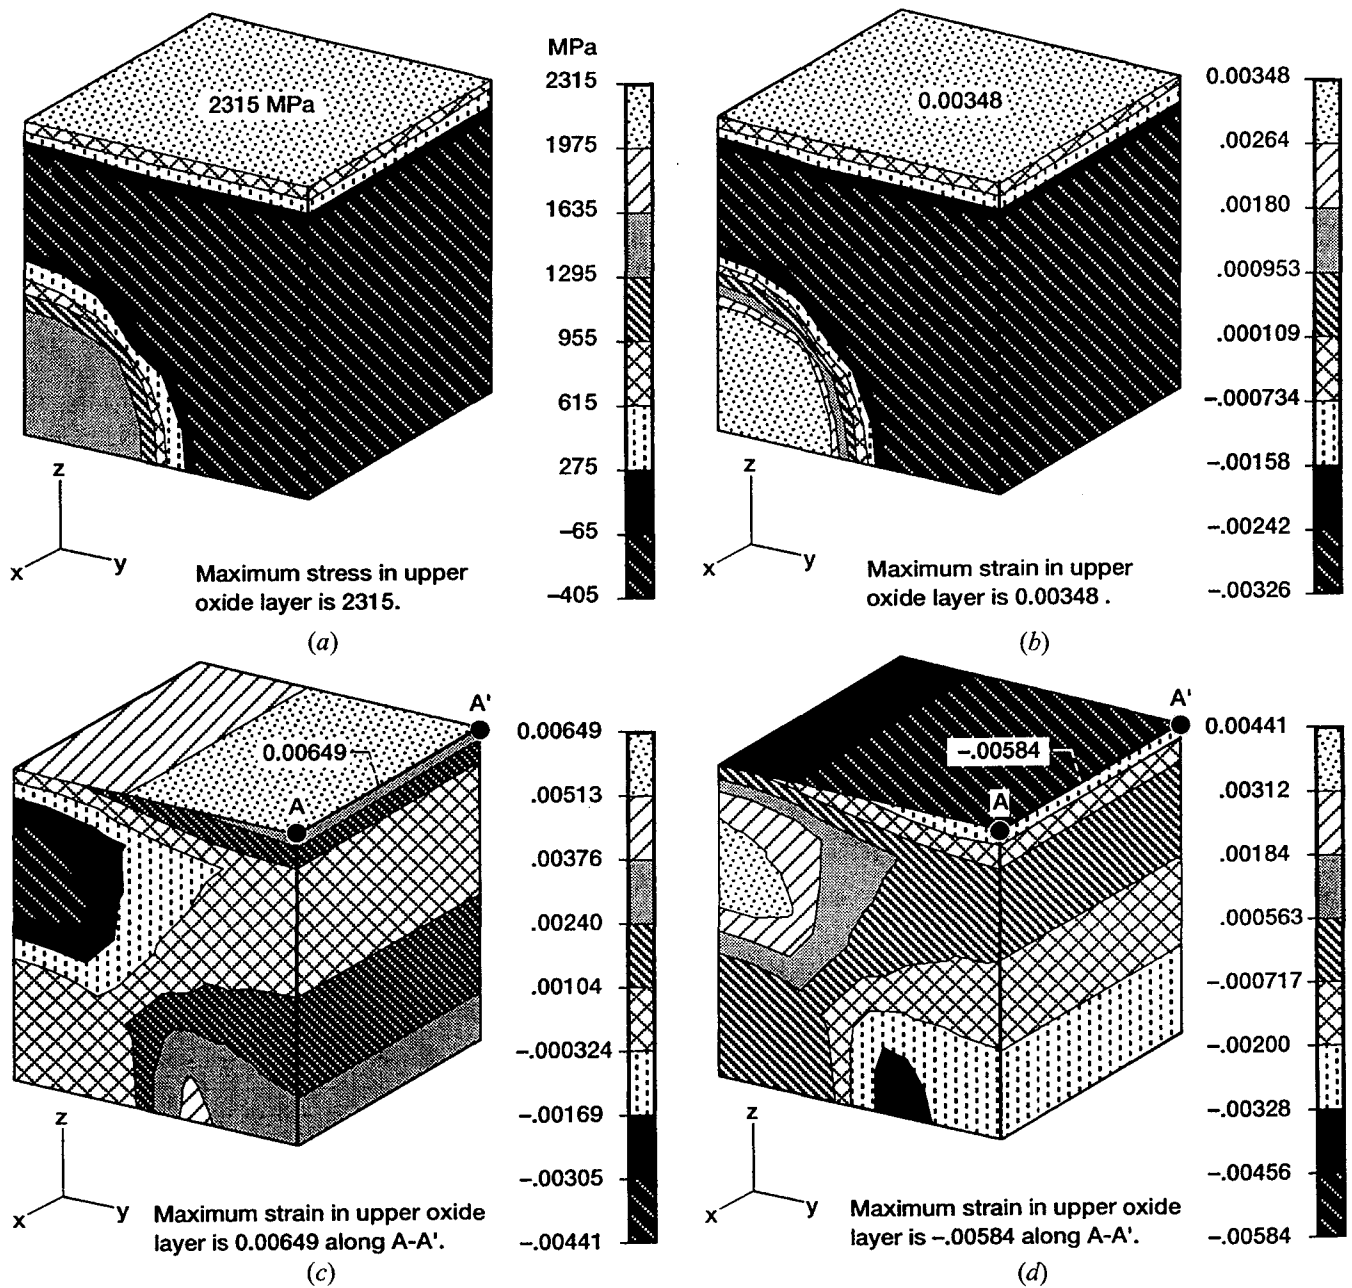 2315 MPa
MPa
2315
1975
1635
1295
955
615
275
−65
−405
z
x
y
Maximum stress in upper
oxide layer is 2315.
(a)
0.00348
0.00348
.00264
.00180
.000953
.000109
−.000734
−.00158
−.00242
−.00326
z
x
y
Maximum strain in upper
oxide layer is 0.00348 .
(b)
A'
0.00649
A
0.00649
.00513
.00376
.00240
.00104
−.000324
−.00169
−.00305
−.00441
z
x
y
Maximum strain in upper oxide
layer is 0.00649 along A-A'.
(c)
A'
−.00584
A
0.00441
.00312
.00184
.000563
−.000717
−.00200
−.00328
−.00456
−.00584
z
x
y
Maximum strain in upper oxide
layer is −.00584 along A-A'.
(d)